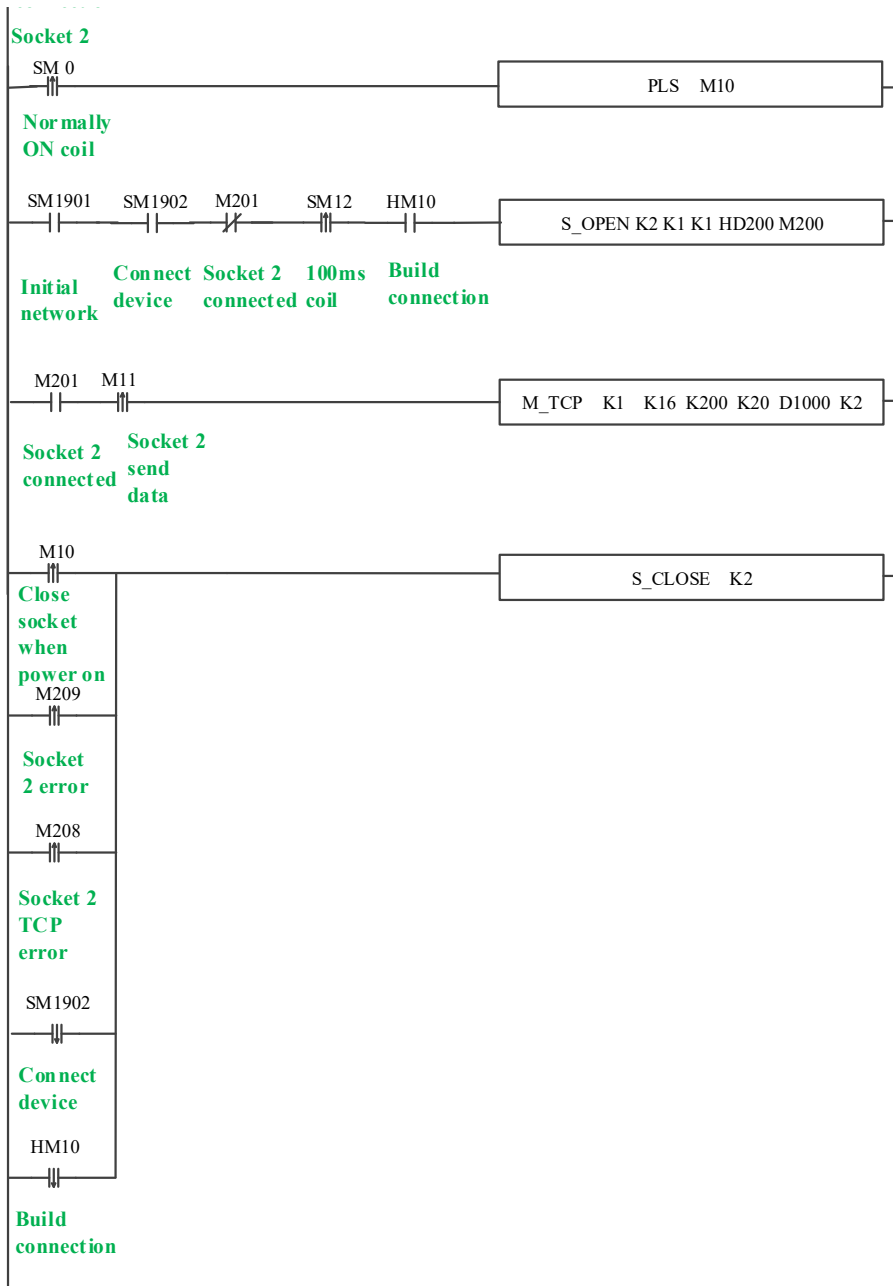 Socket 2
SM 0
PLS M10
Normally
ON coil
SM1901 SM1902 M201 SM12 HM10
S_OPEN K2 K1 K1 HD200 M200
Initial
network
Connect
device
Socket 2
connected
100ms
coil
Build
connection
M201 M11
M_TCP K1 K16 K200 K20 D1000 K2
Socket 2
connected
Socket 2
send
data
M10
S_CLOSE K2
Close
socket
when
power on
M209
Socket
2 error
M208
Socket 2
TCP
error
SM1902
Connect
device
HM10
Build
connection